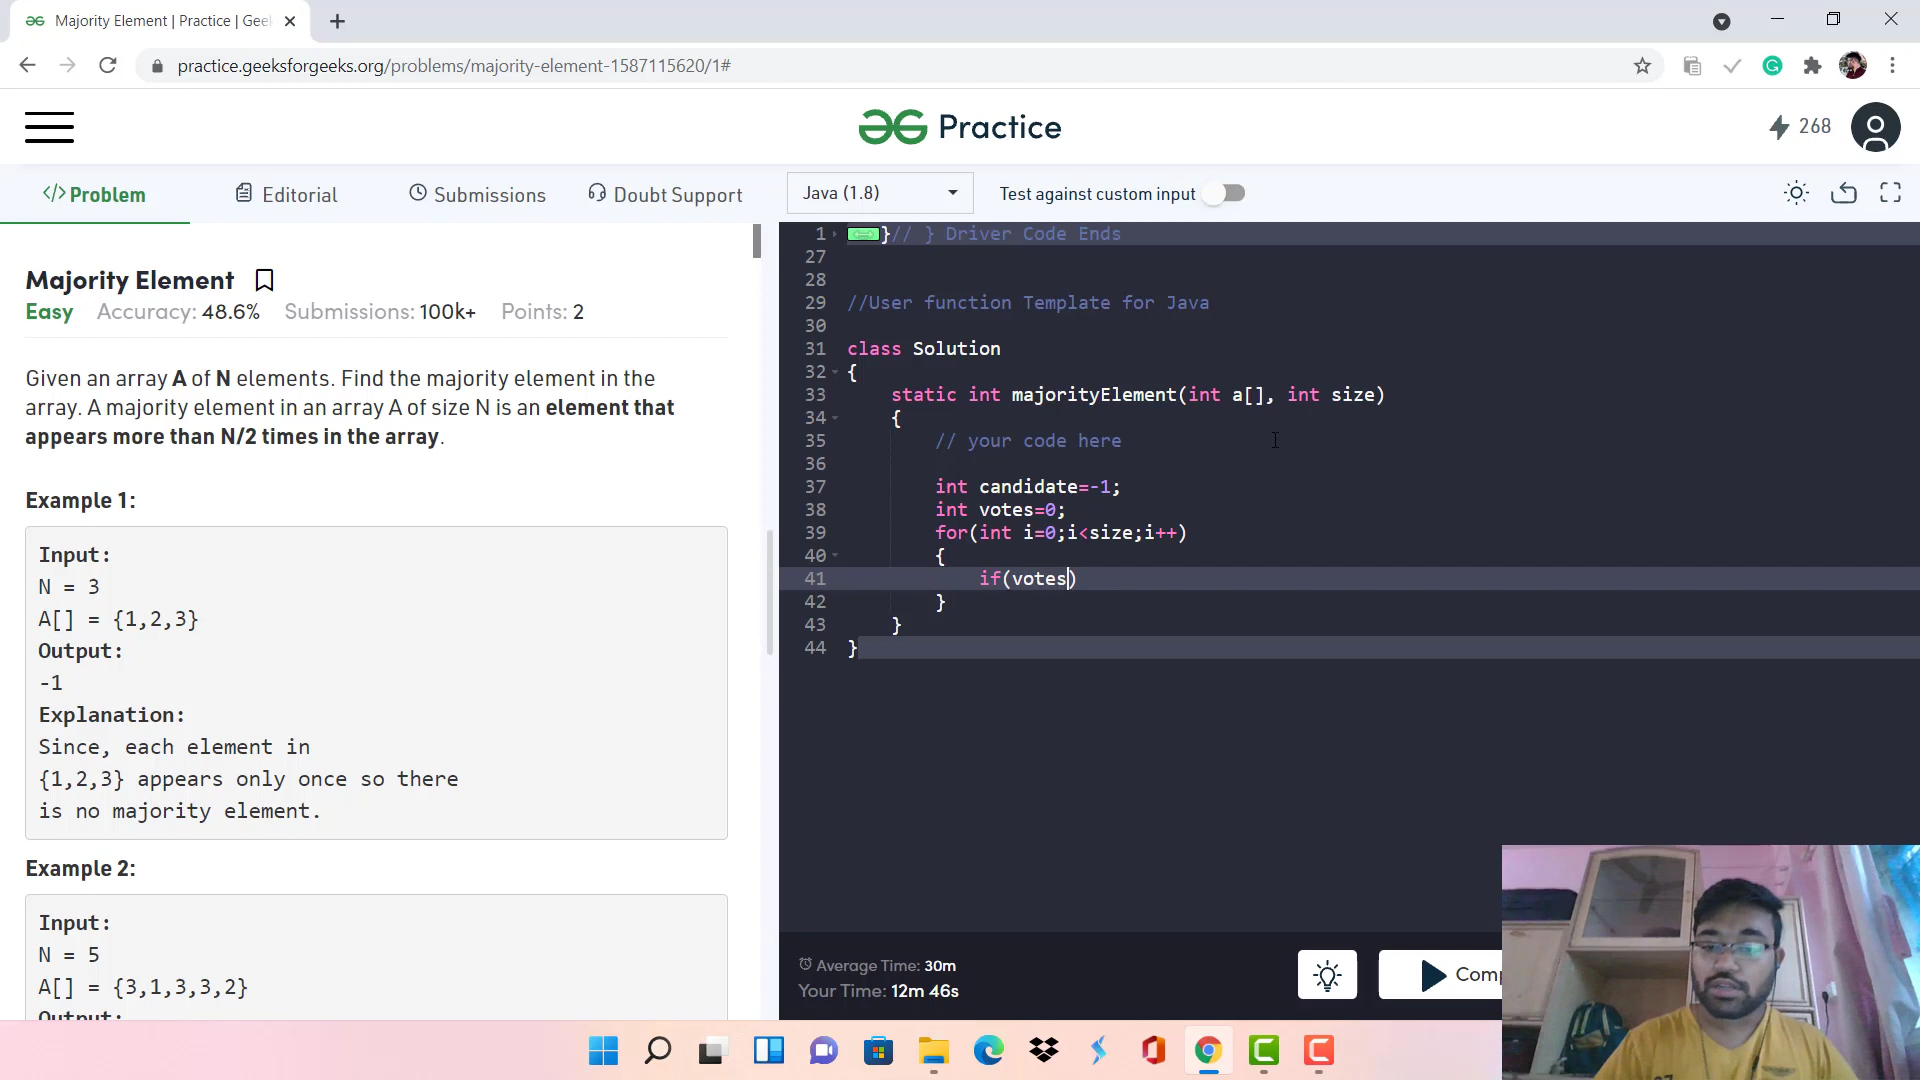 Majority Element | Practice | Geek
practice.geeksforgeeks.org/problems/majority-element-1587115620/1#
Practice
268
</> Problem
Editorial
Submissions
Doubt Support
Java (1.8)
Test against custom input
Majority Element
Easy Accuracy: 48.6% Submissions: 100k+ Points: 2
Given an array A of N elements. Find the majority element in the
array. A majority element in an array A of size N is an element that
appears more than N/2 times in the array.
Example 1:
Input:
N = 3
A[] = {1,2,3}
Output:
-1
Explanation:
Since, each element in
{1,2,3} appears only once so there
is no majority element.
Example 2:
Input:
N = 5
A[] = {3,1,3,3,2}
Output:
1 }// } Driver Code Ends
27
28
29 //User function Template for Java
30
31 class Solution
32 {
33 static int majorityElement(int a[], int size)
34 {
35 // your code here
36
37 int candidate=-1;
38 int votes=0;
39 for(int i=0;i<size;i++)
40 {
41 if(votes)
42 }
43 }
44 }
Average Time: 30m
Your Time: 12m 46s
Comp